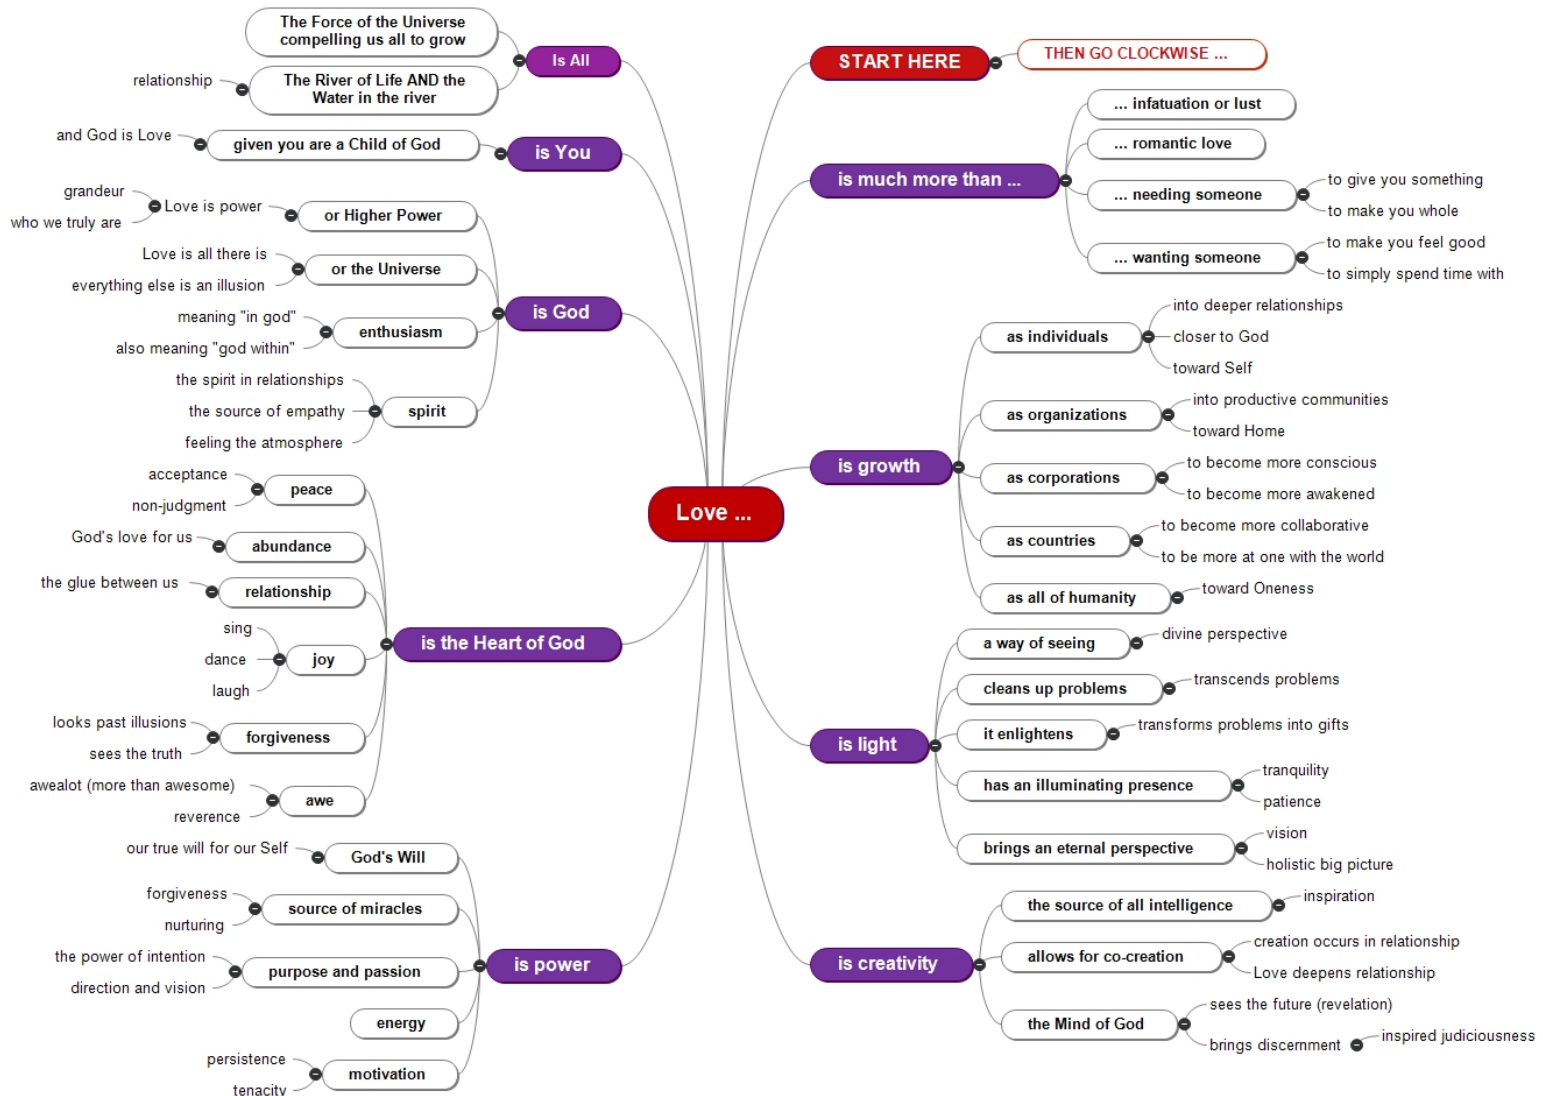 Love ...
START HERE
THEN GO CLOCKWISE ...
is much more than ...
... infatuation or lust
... romantic love
... needing someone
to give you something
to make you whole
... wanting someone
to make you feel good
to simply spend time with
is growth
as individuals
into deeper relationships
closer to God
toward Self
as organizations
into productive communities
toward Home
as corporations
to become more conscious
to become more awakened
as countries
to become more collaborative
to be more at one with the world
as all of humanity
toward Oneness
is light
a way of seeing
divine perspective
cleans up problems
transcends problems
it enlightens
transforms problems into gifts
has an illuminating presence
tranquility
patience
brings an eternal perspective
vision
holistic big picture
is creativity
the source of all intelligence
inspiration
allows for co-creation
creation occurs in relationship
Love deepens relationship
the Mind of God
sees the future (revelation)
brings discernment
inspired judiciousness
is power
God's Will
our true will for our Self
source of miracles
forgiveness
nurturing
purpose and passion
the power of intention
direction and vision
energy
motivation
persistence
tenacity
is the Heart of God
peace
acceptance
non-judgment
abundance
God's love for us
relationship
the glue between us
joy
sing
dance
laugh
forgiveness
looks past illusions
sees the truth
awe
awealot (more than awesome)
reverence
is God
or Higher Power
Love is power
grandeur
who we truly are
or the Universe
Love is all there is
everything else is an illusion
enthusiasm
meaning "in god"
also meaning "god within"
spirit
the spirit in relationships
the source of empathy
feeling the atmosphere
is You
given you are a Child of God
and God is Love
Is All
The Force of the Universe
compelling us all to grow
The River of Life AND the
Water in the river
relationship